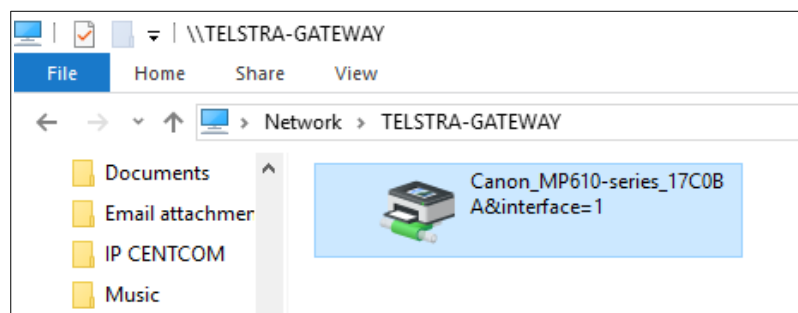 \\TELSTRA-GATEWAY
File Home Share View
Network > TELSTRA-GATEWAY
Documents
Email attachmer
IP CENTCOM
Music
Canon_MP610-series_17C0B
A&interface=1